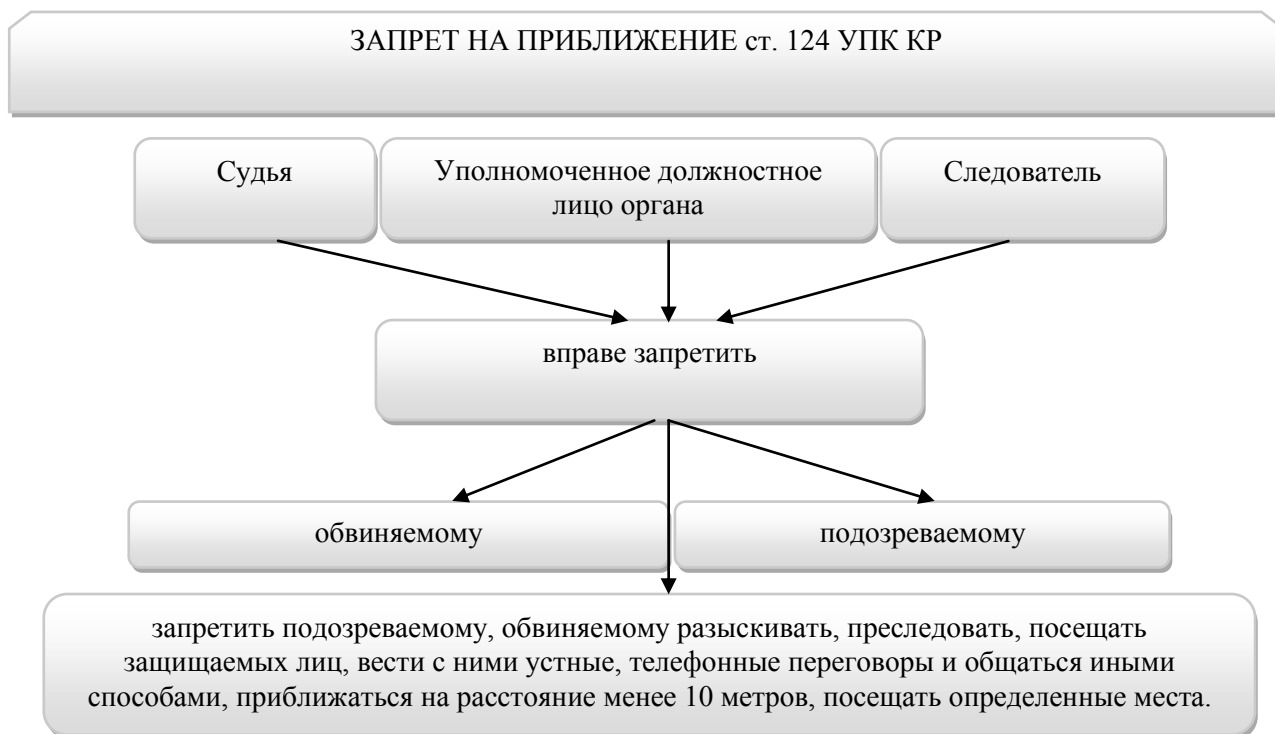 ЗАПРЕТ НА ПРИБЛИЖЕНИЕ ст. 124 УПК КР
Судья
Уполномоченное должностное
лицо органа
Следователь
вправе запретить
обвиняемому
подозреваемому
запретить подозреваемому, обвиняемому разыскивать, преследовать, посещать
защищаемых лиц, вести с ними устные, телефонные переговоры и общаться иными
способами, приближаться на расстояние менее 10 метров, посещать определенные места.